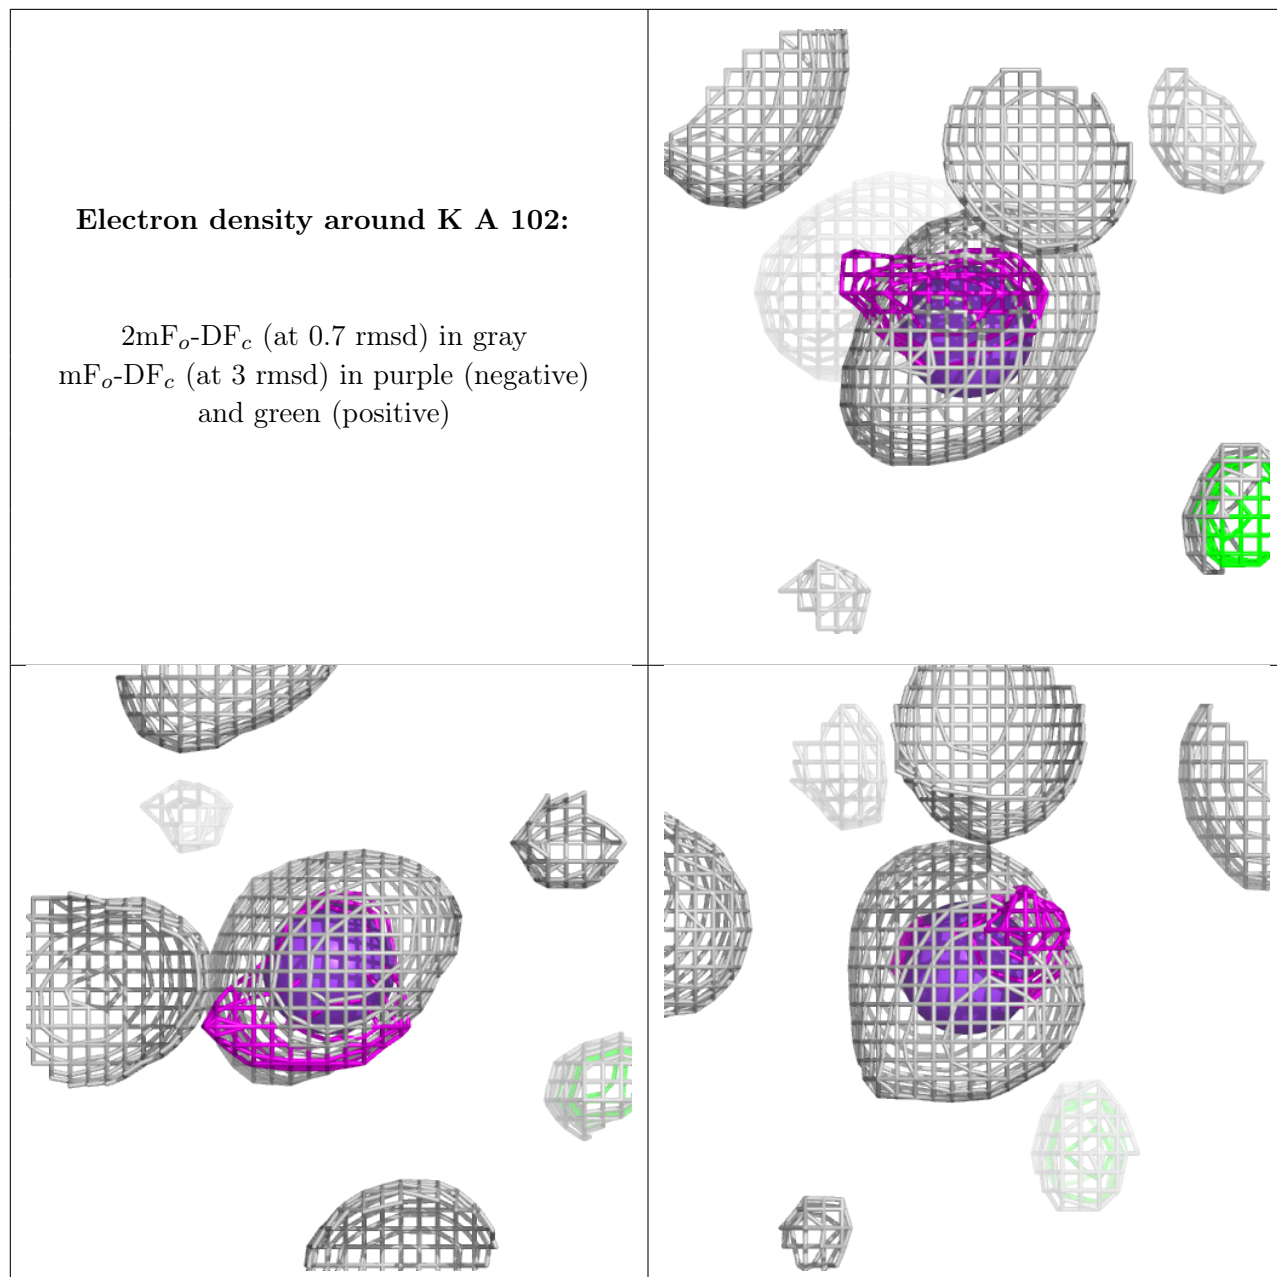 Electron density around K A 102:
2mFo-DFc (at 0.7 rmsd) in gray
mFo-DFc (at 3 rmsd) in purple (negative)
and green (positive)